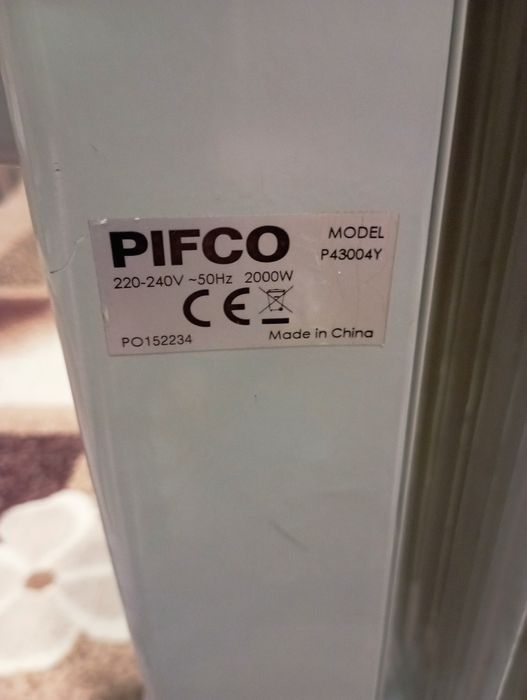 PIFCO
MODEL
P43004Y
220-240V ~50Hz 2000W
CE
PO152234
Made in China